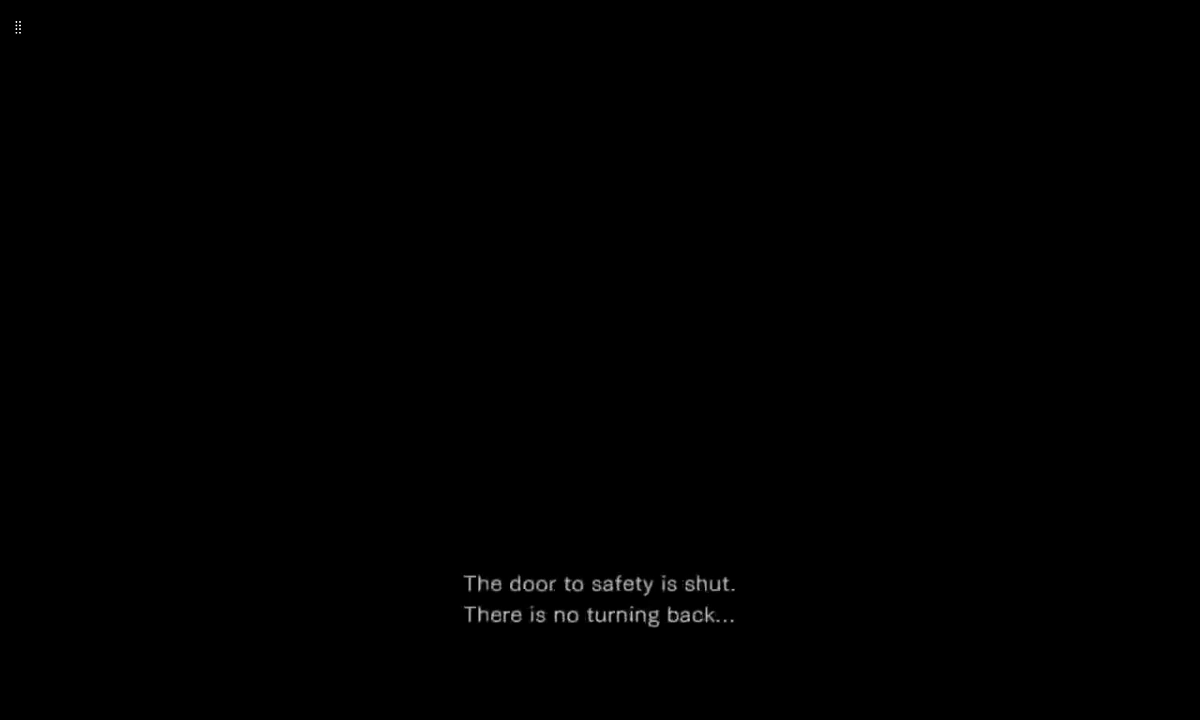 The door to safety is shut.
There is no turning back...